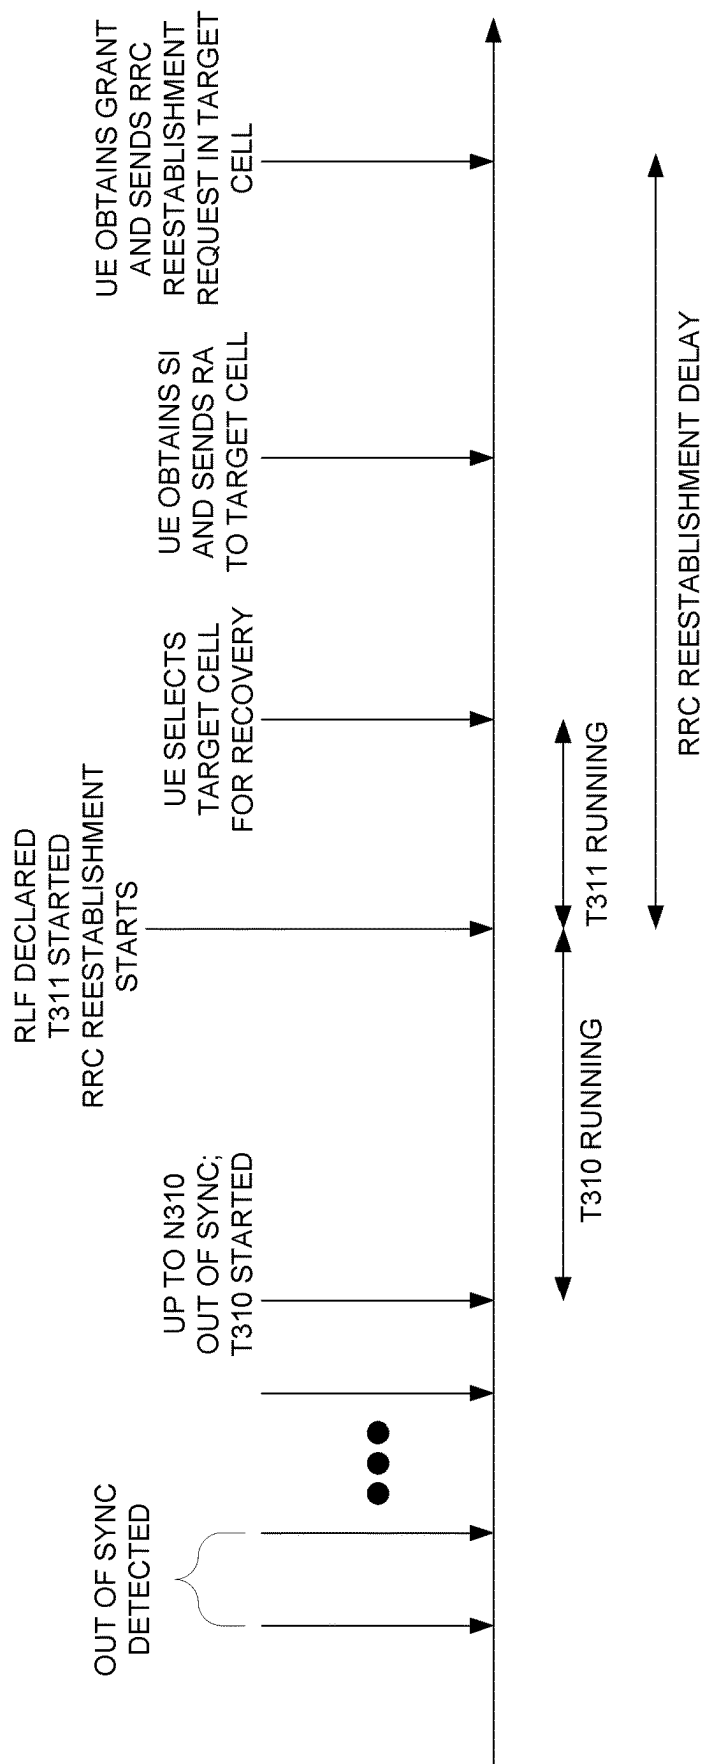 OUT OF SYNC
DETECTED
UP TO N310
OUT OF SYNC;
T310 STARTED
RLF DECLARED
T311 STARTED
RRC REESTABLISHMENT
STARTS
UE SELECTS
TARGET CELL
FOR RECOVERY
UE OBTAINS SI
AND SENDS RA
TO TARGET CELL
UE OBTAINS GRANT
AND SENDS RRC
REESTABLISHMENT
REQUEST IN TARGET
CELL
T310 RUNNING
T311 RUNNING
RRC REESTABLISHMENT DELAY